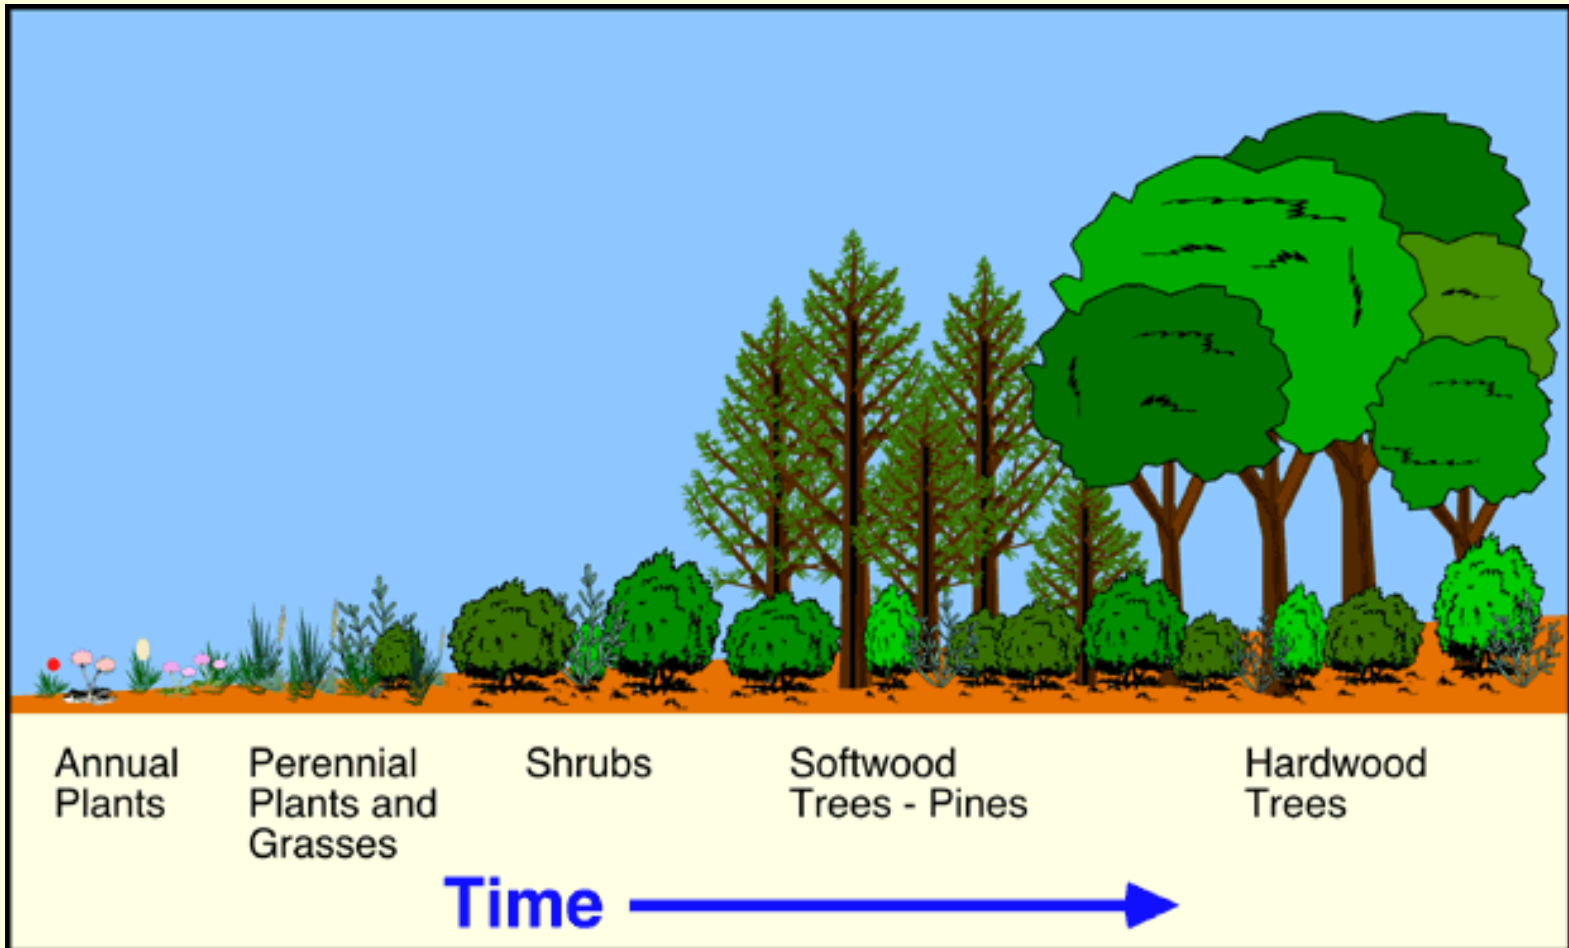 Annual
Plants
Perennial
Plants and
Grasses
Shrubs
Softwood
Trees - Pines
Hardwood
Trees
Time